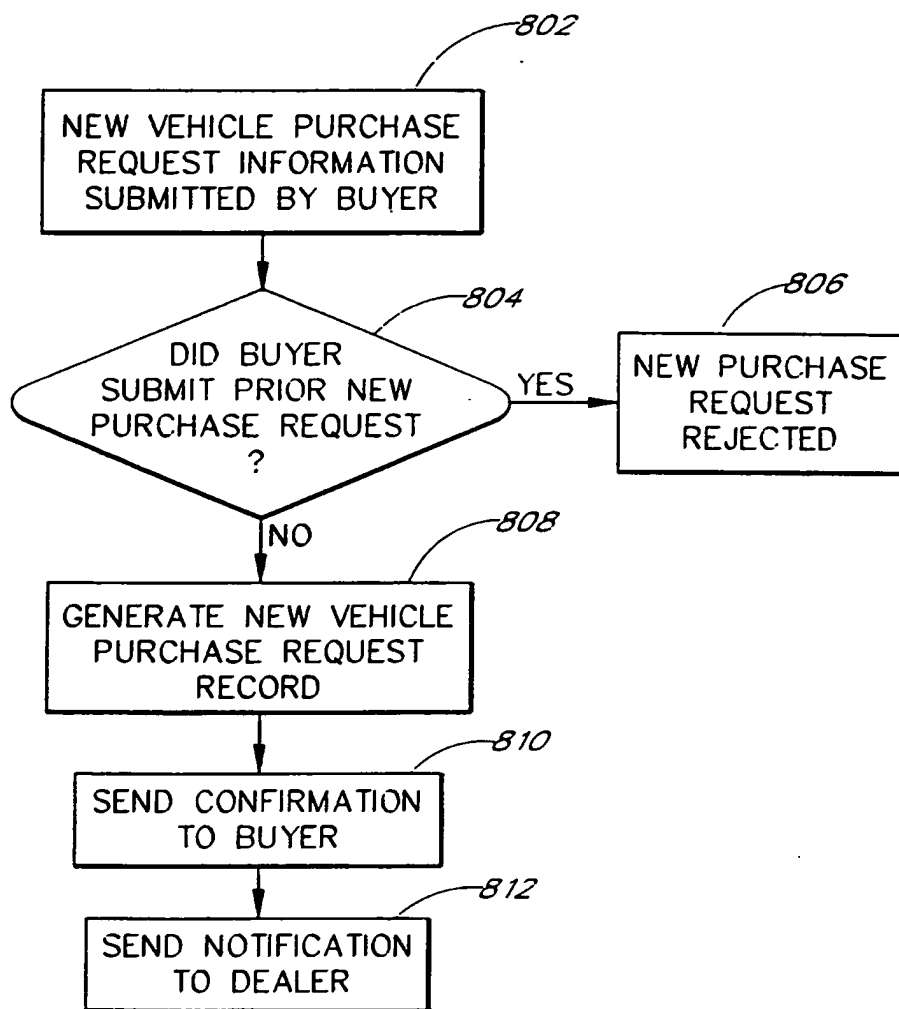 802
NEW VEHICLE PURCHASE
REQUEST INFORMATION
SUBMITTED BY BUYER
804
DID BUYER
SUBMIT PRIOR NEW
PURCHASE REQUEST
?
YES
806
NEW PURCHASE
REQUEST
REJECTED
NO
808
GENERATE NEW VEHICLE
PURCHASE REQUEST
RECORD
810
SEND CONFIRMATION
TO BUYER
812
SEND NOTIFICATION
TO DEALER